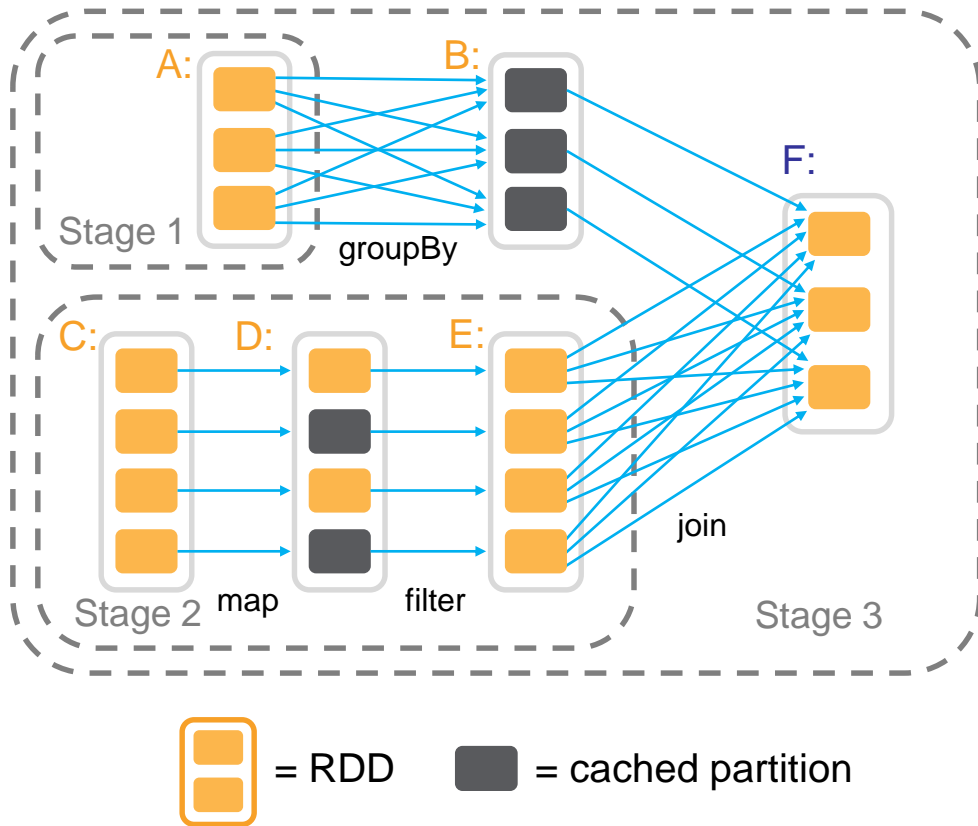 A:
B:
Stage 1
groupBy
F:
C:
D:
E:
join
Stage 2
map
filter
Stage 3
= RDD
= cached partition